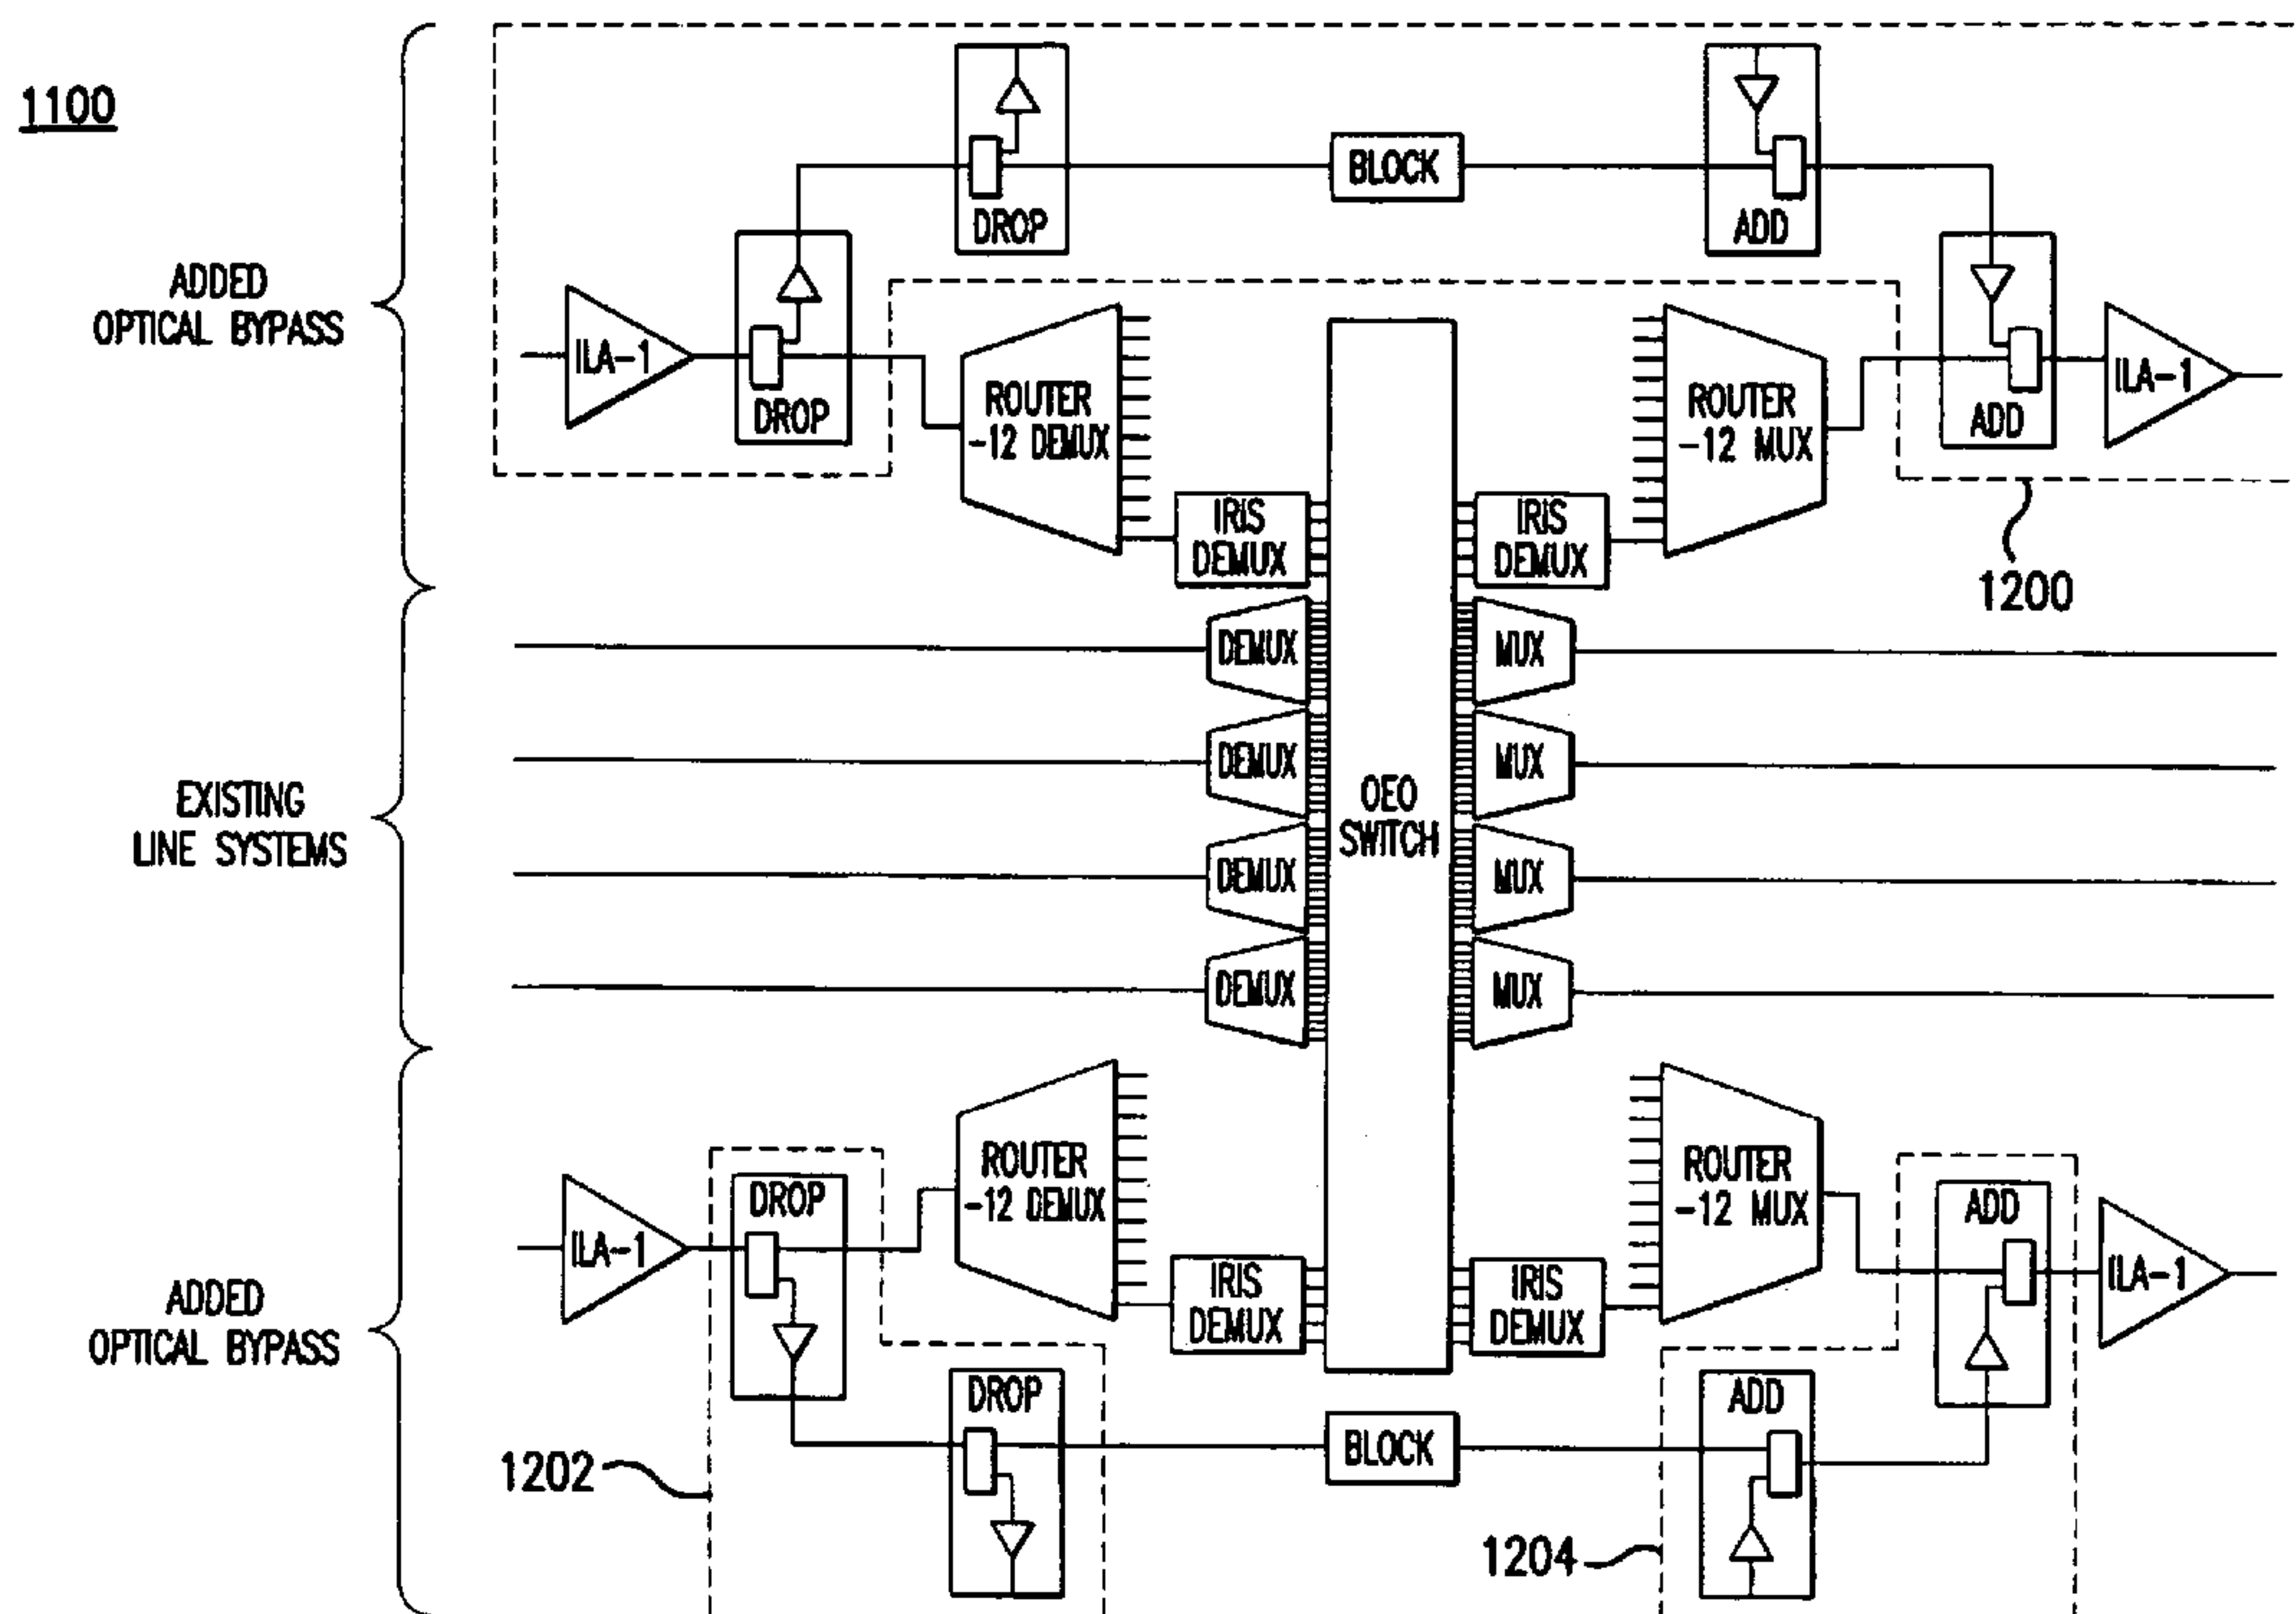 1100
ADDED
OPTICAL BYPASS
DROP
BLOCK
ADD
ILA-1
DROP
ROUTER
-12 DEMUX
ROUTER
-12 MUX
ADD
ILA-1
IRIS
DEMUX
IRIS
DEMUX
1200
EXISTING
LINE SYSTEMS
OEO
SWITCH
DEMUX
MUX
DEMUX
MUX
DEMUX
MUX
DEMUX
MUX
ADDED
OPTICAL BYPASS
ILA-1
DROP
ROUTER
-12 DEMUX
ROUTER
-12 MUX
ADD
ILA-1
IRIS
DEMUX
IRIS
DEMUX
DROP
BLOCK
ADD
1202
1204